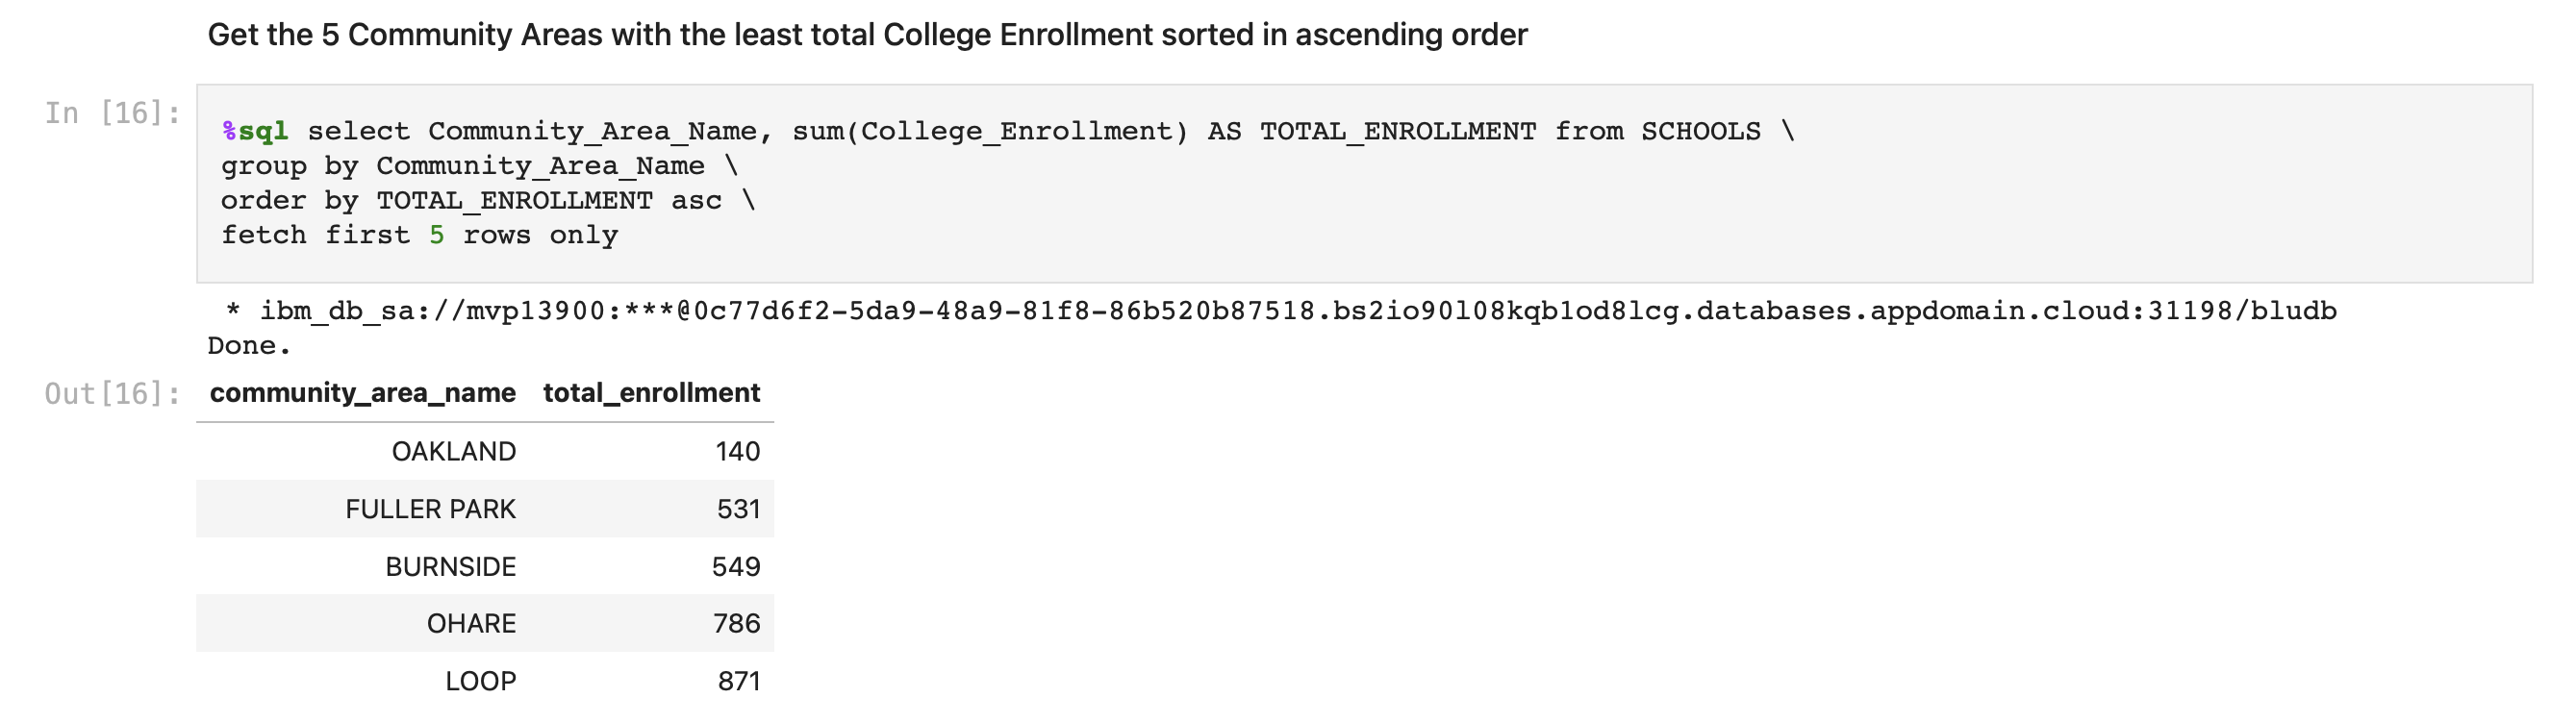 Get the 5 Community Areas with the least total College Enrollment sorted in ascending order
In [16]:
%sql select Community_Area_Name, sum(College_Enrollment) AS TOTAL_ENROLLMENT from SCHOOLS \
group by Community_Area_Name \
order by TOTAL_ENROLLMENT asc \
fetch first 5 rows only
* ibm_db_sa://mvp13900:***@0c77d6f2-5da9-48a9-81f8-86b520b87518.bs2io90l08kqb1od8lcg.databases.appdomain.cloud:31198/bludb
Done.
Out[16]:
community_area_name total_enrollment
OAKLAND 140
FULLER PARK 531
BURNSIDE 549
OHARE 786
LOOP 871